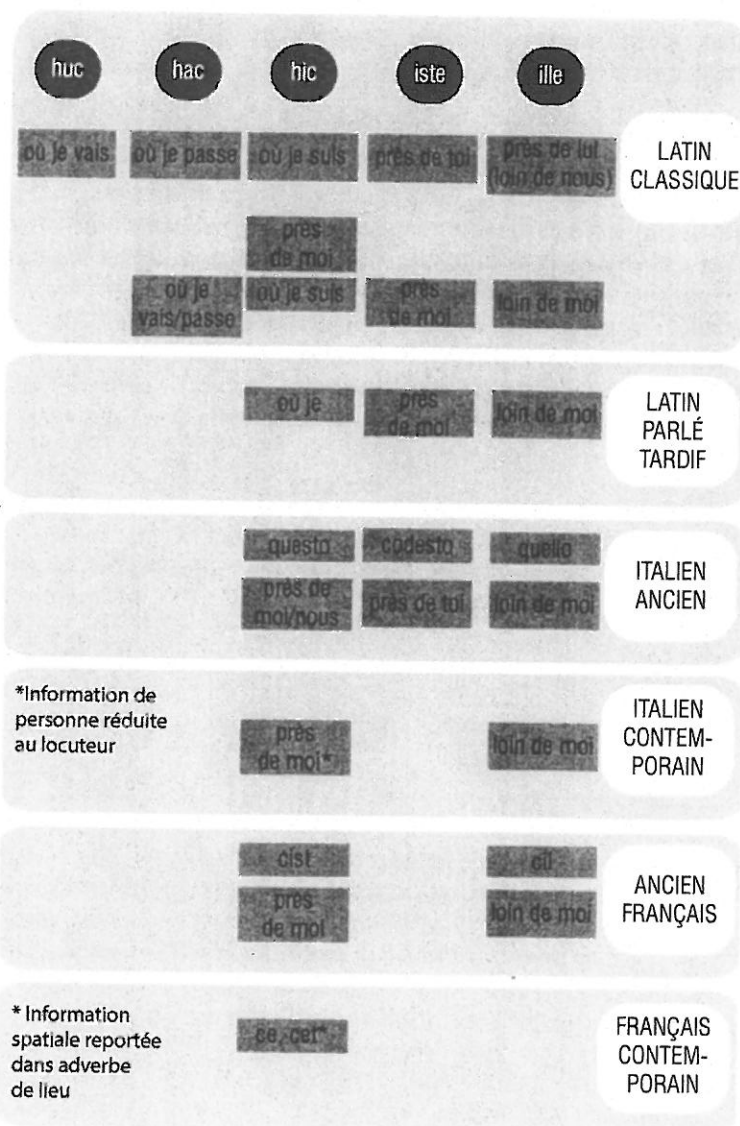 huc hac hic iste ille
où je vais où je passe où je suis près de toi près de lui
(loin de nous)
LATIN
CLASSIQUE
près
de moi
où je
vais/passe
où je suis
près
de moi
loin de moi
où je
près
de moi
loin de moi
LATIN
PARLÉ
TARDIF
questo codesto quello
près de
moi/nous
près de toi
loin de moi
ITALIEN
ANCIEN
*Information de
personne réduite
au locuteur
près
de moi*
loin de moi
ITALIEN
CONTEM-
PORAIN
cist cil
près
de moi
loin de moi
ANCIEN
FRANÇAIS
* Information
spatiale reportée
dans adverbe
de lieu
ce, cet*
FRANÇAIS
CONTEM-
PORAIN